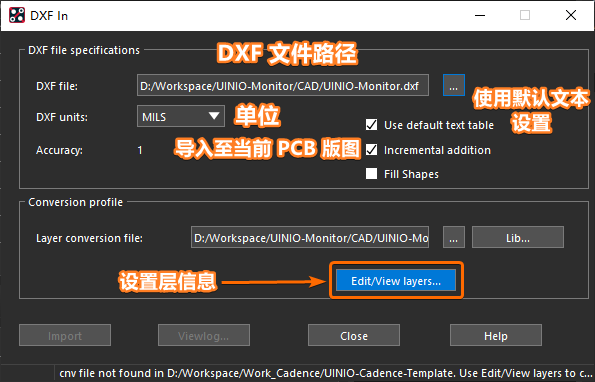 DXF In
DXF file specifications
DXF 文件路径
DXF file:
D:/Workspace/UINIO-Monitor/CAD/UINIO-Monitor.dxf
...
DXF units:
MILS
单位
使用默认文本
设置
Use default text table
Accuracy:
1
导入至当前 PCB 版图
Incremental addition
Fill Shapes
Conversion profile
Layer conversion file:
D:/Workspace/UINIO-Monitor/CAD/UINIO-Mo
...
Lib...
设置层信息
Edit/View layers...
Import
Viewlog...
Close
Help
cnv file not found in D:/Workspace/Work_Cadence/UINIO-Cadence-Template. Use Edit/View layers to c...